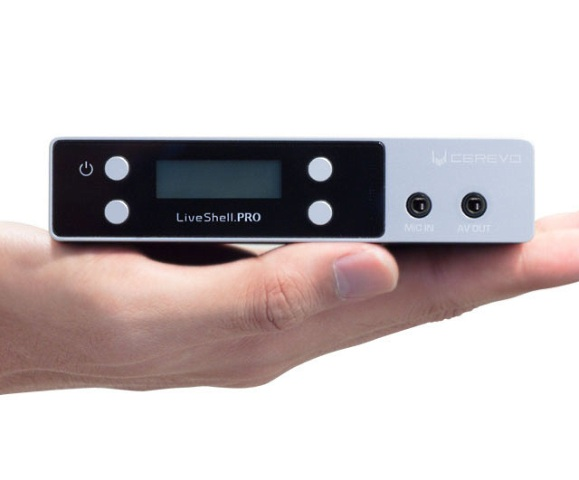 CEREVO
LiveShell.PRO
MIC IN
AV OUT